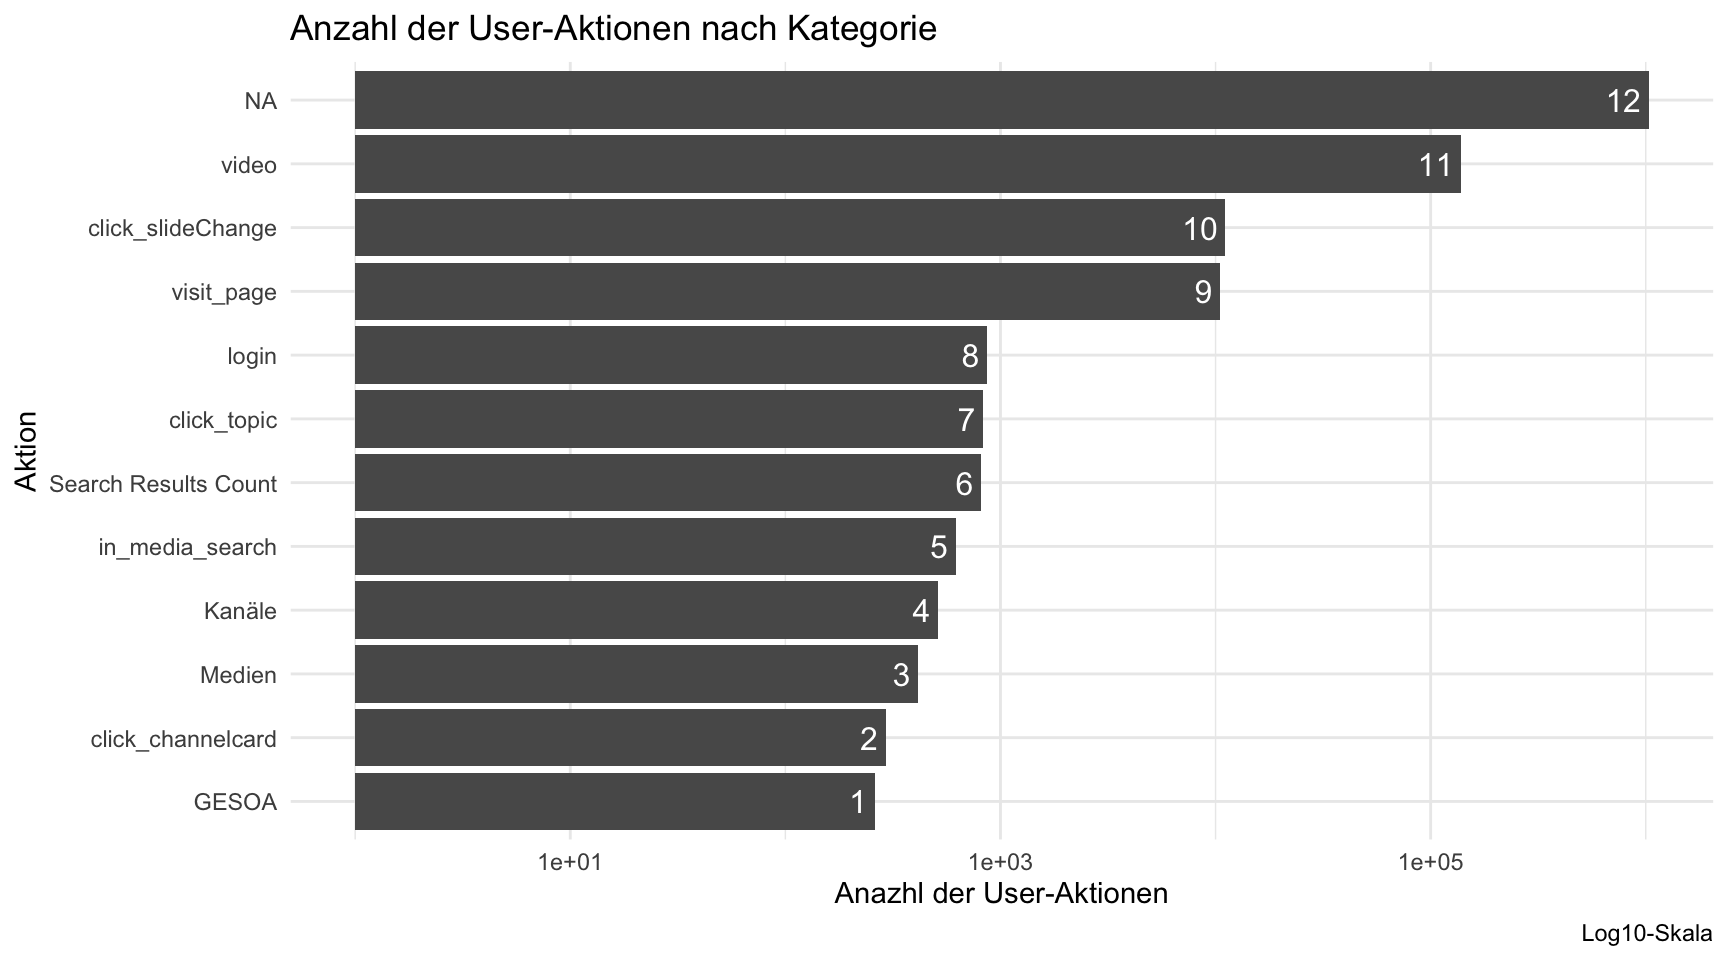 Anzahl der User-Aktionen nach Kategorie
NA 12
video 11
click_slideChange 10
visit_page 9
login 8
click_topic 7
Search Results Count 6
in_media_search 5
Kanäle 4
Medien 3
click_channelcard 2
GESOA 1
Aktion
1e+01 1e+03 1e+05
Anazhl der User-Aktionen
Log10-Skala